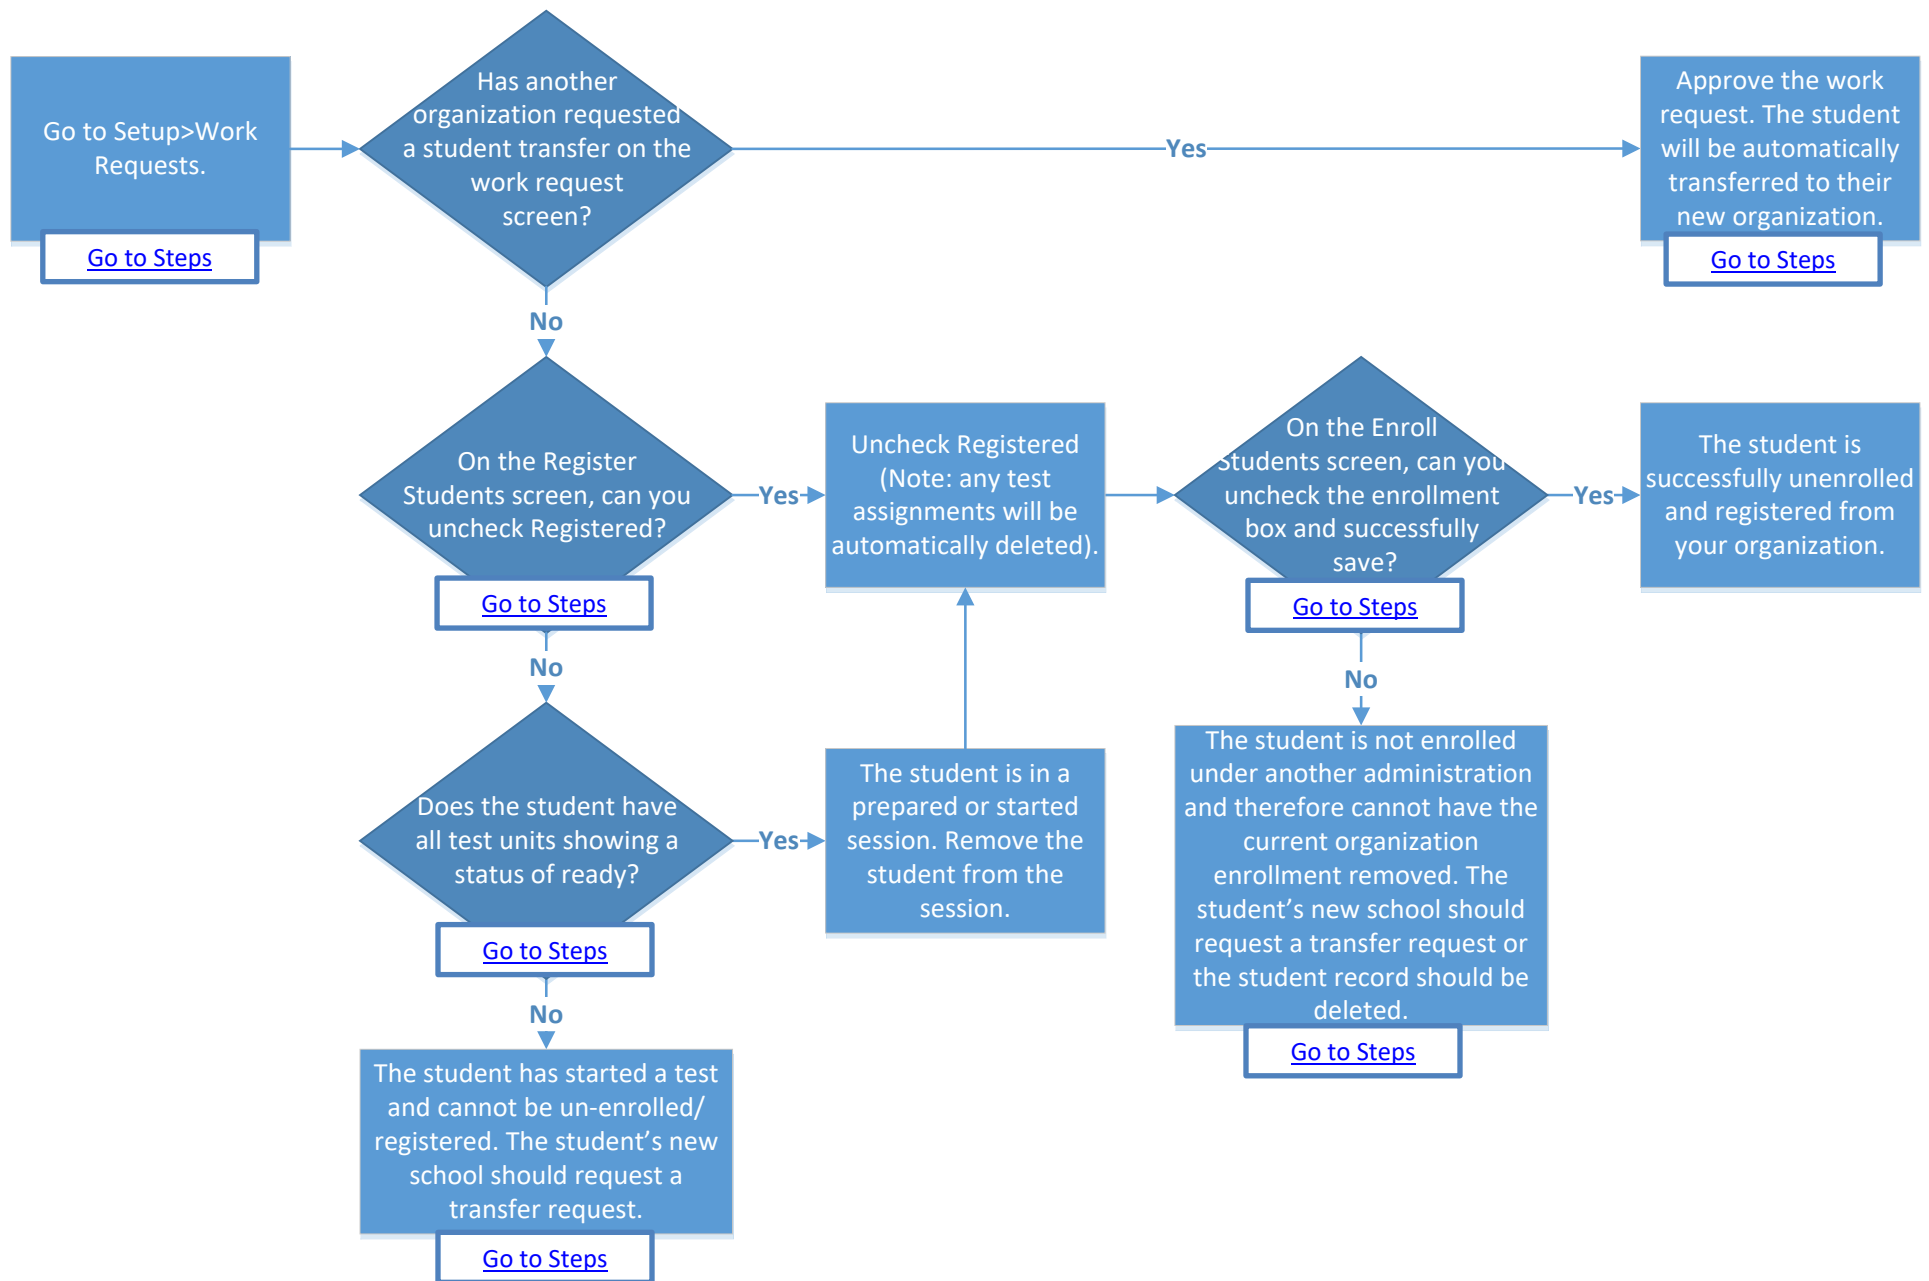 Go to Setup>Work
Requests.
Go to Steps
Has another
organization requested
a student transfer on the
work request
screen?
Yes
Approve the work
request. The student
will be automatically
transferred to their
new organization.
Go to Steps
No
On the Register
Students screen, can you
uncheck Registered?
Go to Steps
Yes
Uncheck Registered
(Note: any test
assignments will be
automatically deleted).
On the Enroll
Students screen, can you
uncheck the enrollment
box and successfully
save?
Go to Steps
Yes
The student is
successfully unenrolled
and registered from
your organization.
No
Does the student have
all test units showing a
status of ready?
Go to Steps
Yes
The student is in a
prepared or started
session. Remove the
student from the
session.
No
The student is not enrolled
under another administration
and therefore cannot have the
current organization
enrollment removed. The
student’s new school should
request a transfer request or
the student record should be
deleted.
Go to Steps
No
The student has started a test
and cannot be un-enrolled/
registered. The student’s new
school should request a
transfer request.
Go to Steps